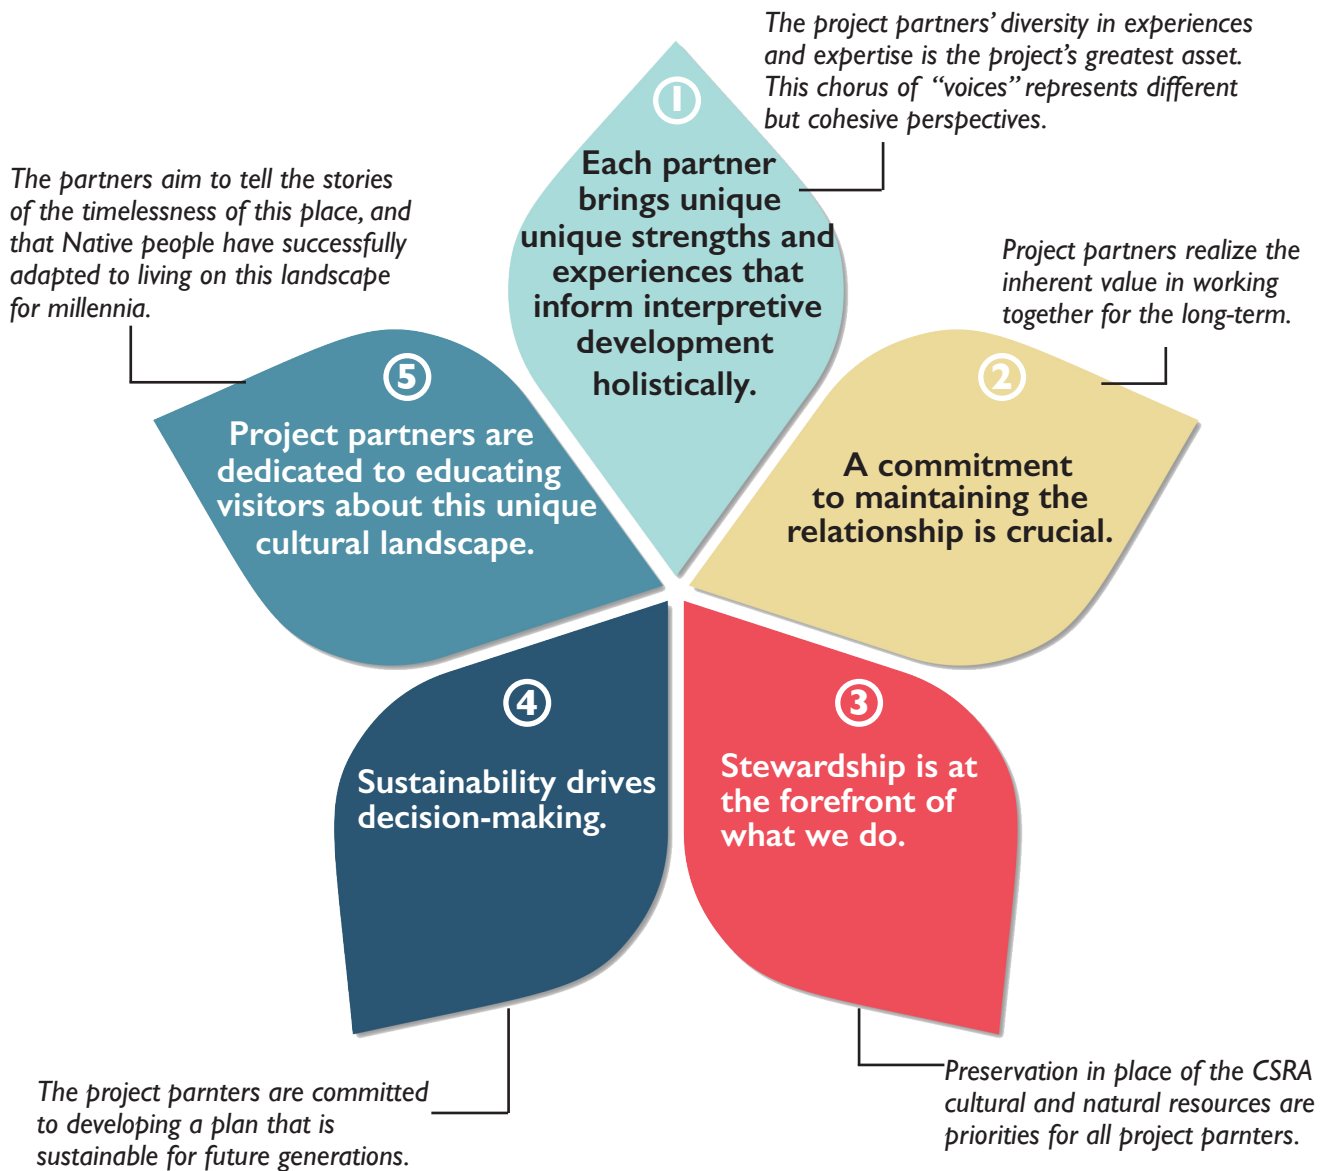 The project partners' diversity in experiences
and expertise is the project's greatest asset.
This chorus of “voices” represents different
but cohesive perspectives.
1
Each partner
brings unique
unique strengths and
experiences that
inform interpretive
development
holistically.
Project partners realize the
inherent value in working
together for the long-term.
2
A commitment
to maintaining the
relationship is crucial.
3
Stewardship is at
the forefront of
what we do.
Preservation in place of the CSRA
cultural and natural resources are
priorities for all project parnters.
4
Sustainability drives
decision-making.
The project parnters are committed
to developing a plan that is
sustainable for future generations.
The partners aim to tell the stories
of the timelessness of this place, and
that Native people have successfully
adapted to living on this landscape
for millennia.
5
Project partners are
dedicated to educating
visitors about this unique
cultural landscape.